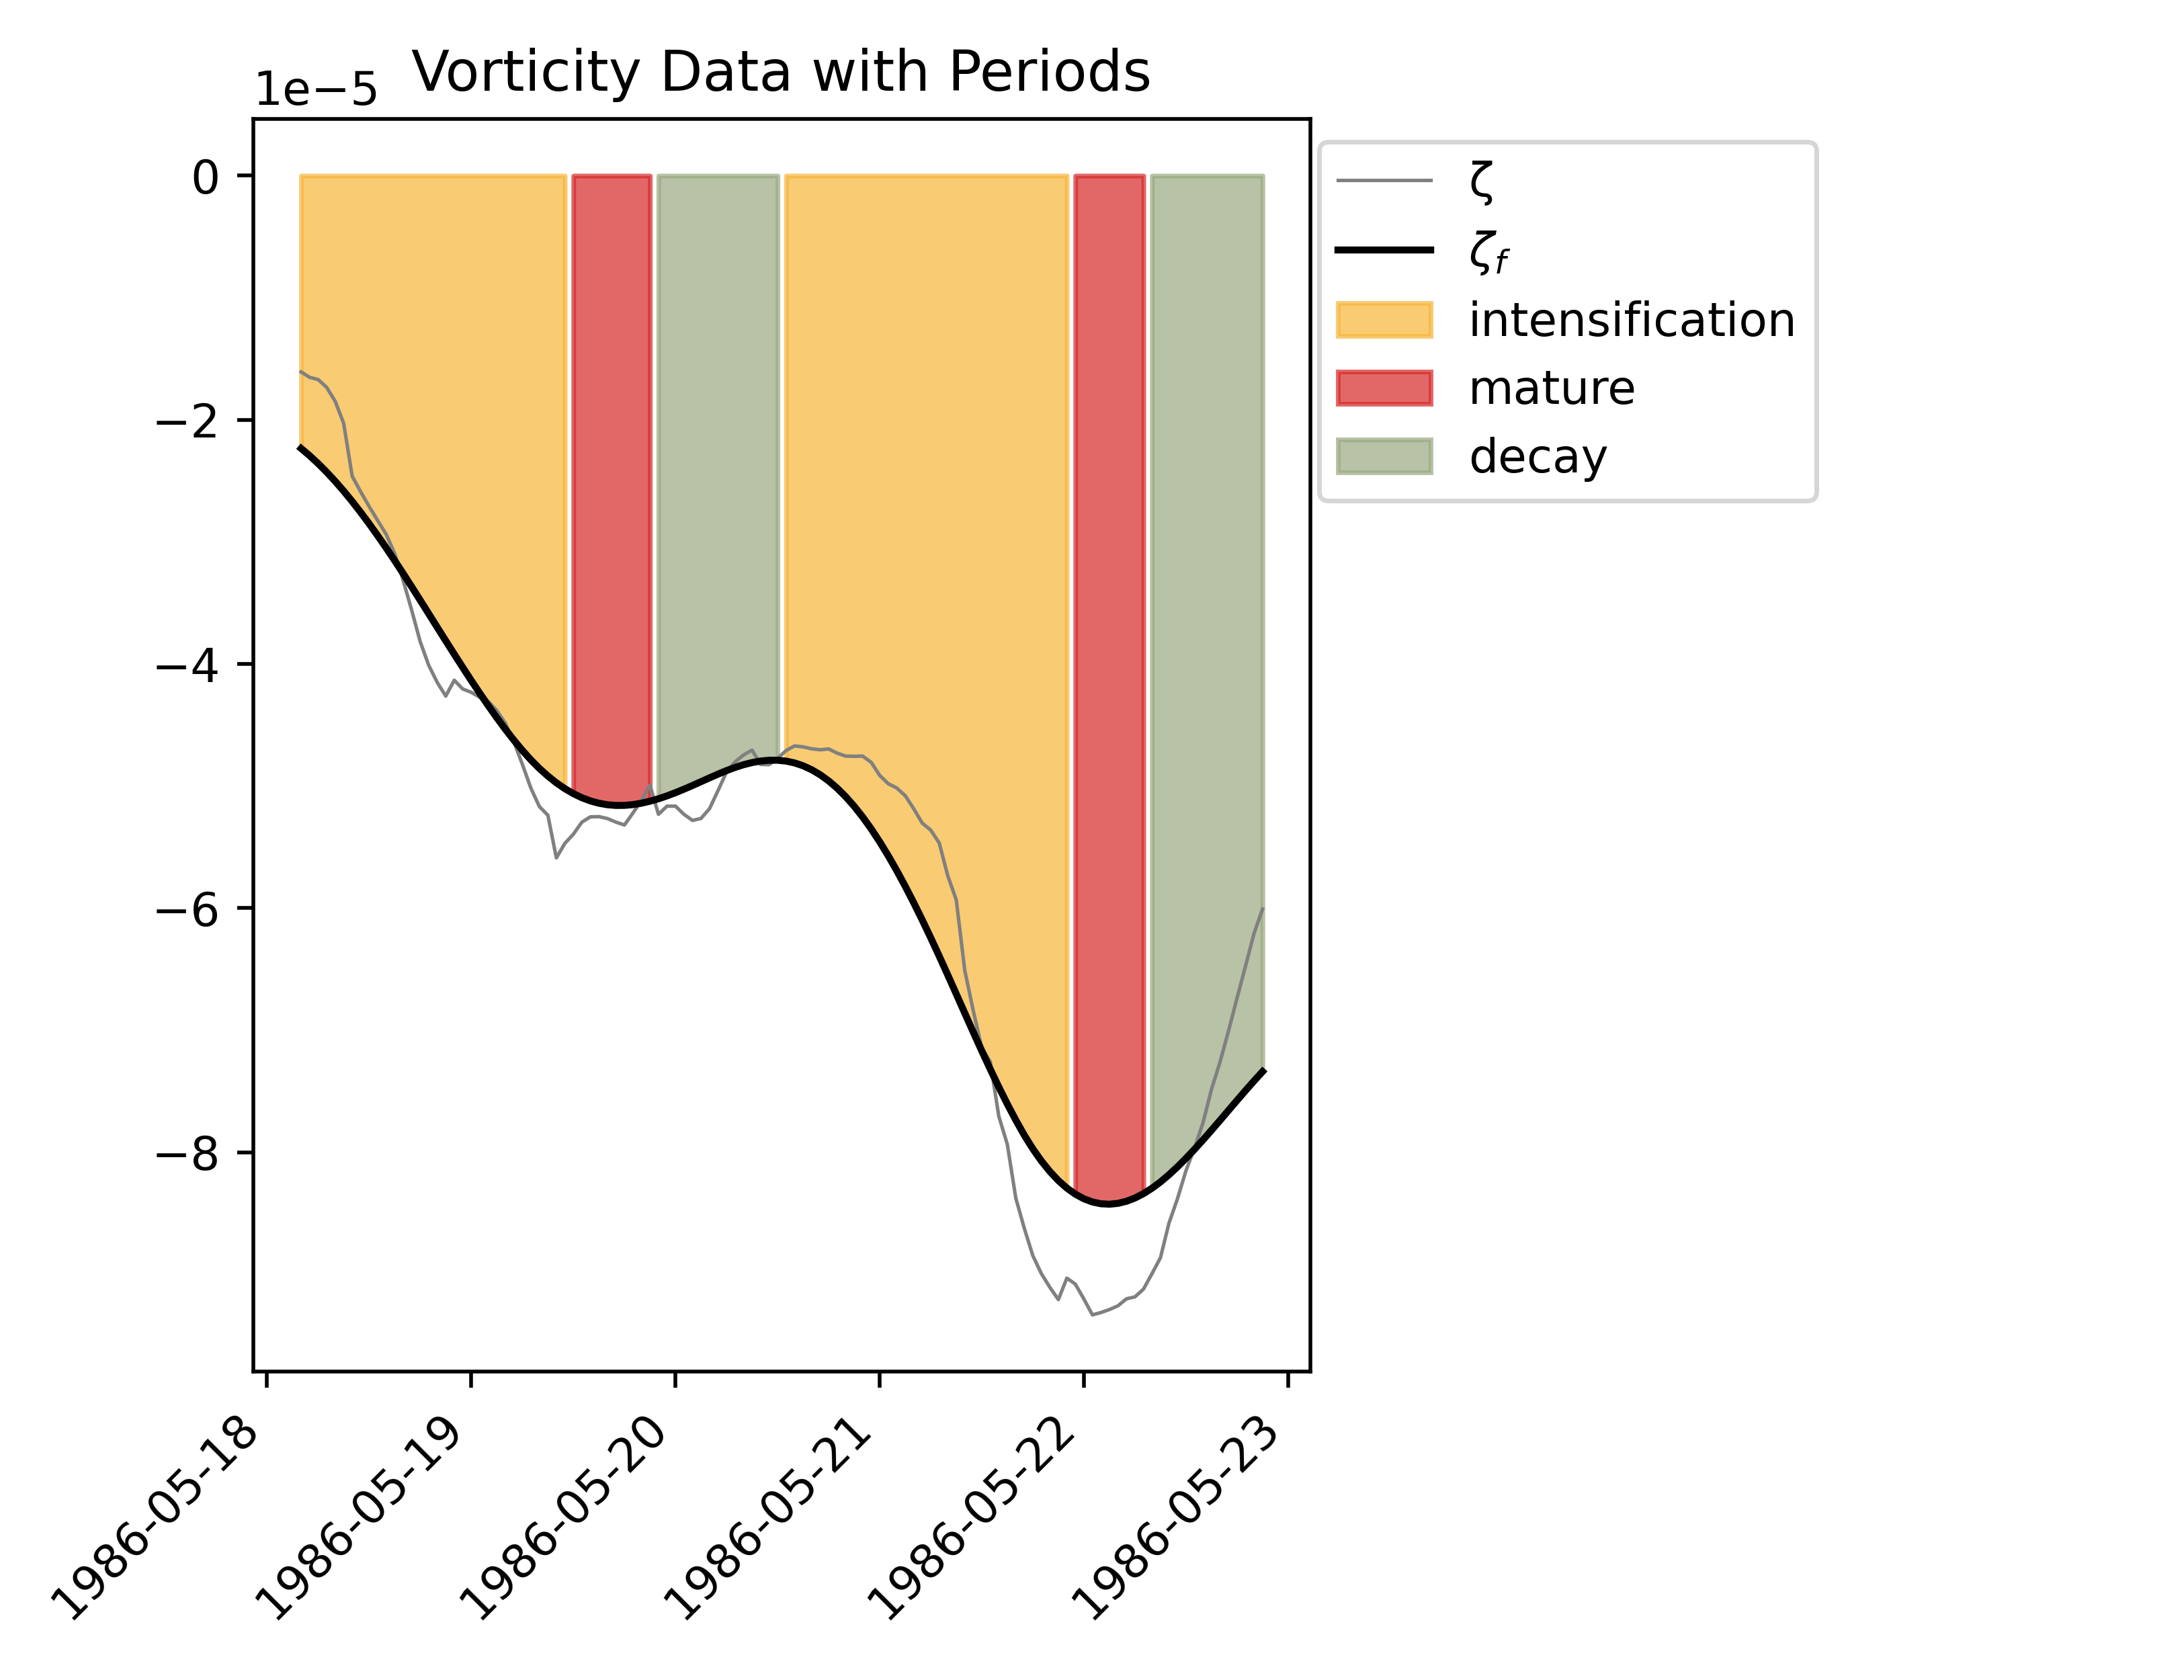 Vorticity Data with Periods
1e−5
0
−2
−4
−6
−8
1986-05-18
1986-05-19
1986-05-20
1986-05-21
1986-05-22
1986-05-23
ζ
ζf
intensification
mature
decay